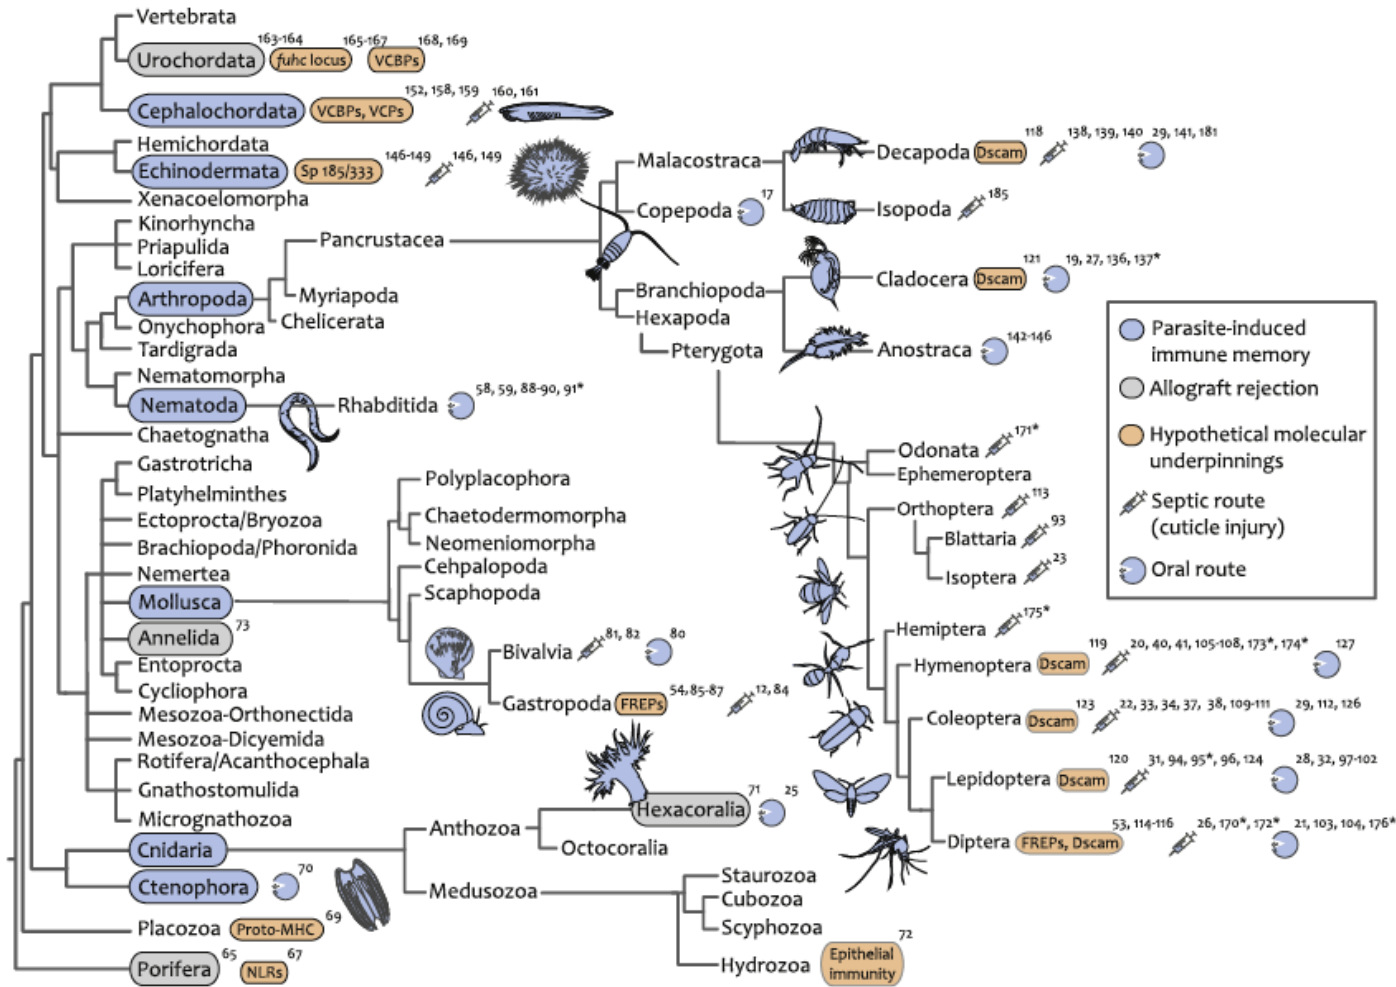 Vertebrata
Urochordata 163-164 fuhc locus 165-167 VCBPs 168, 169
Cephalochordata VCBPs, VCPs 152, 158, 159 160, 161
Hemichordata
Echinodermata Sp 185/333 146-149 146, 149
Xenacoelomorpha
Kinorhyncha
Priapulida
Loricifera
Arthropoda
Onychophora
Tardigrada
Nematomorpha
Nematoda
Chaetognatha
Gastrotricha
Platyhelminthes
Ectoprocta/Bryozoa
Brachiopoda/Phoronida
Nemertea
Mollusca
Annelida 73
Entoprocta
Cycliophora
Mesozoa-Orthonectida
Mesozoa-Dicyemida
Rotifera/Acanthocephala
Gnathostomulida
Micrognathozoa
Cnidaria
Ctenophora 70
Placozoa Proto-MHC 69
Porifera 65 NLRs 67
Pancrustacea
Myriapoda
Chelicerata
Rhabditida 58, 59, 88-90, 91*
Polyplacophora
Chaetodermomorpha
Neomeniomorpha
Cehpalopoda
Scaphopoda
Bivalvia 81, 82 80
Gastropoda FREPs 54, 85-87 12, 84
Anthozoa
Hexacoralia 71 25
Octocoralia
Medusozoa
Staurozoa
Cubozoa
Scyphozoa
Hydrozoa Epithelial 72
immunity
Malacostraca
Copepoda 17
Branchiopoda
Hexapoda
Pterygota
Decapoda Dscam 118 138, 139, 140 29, 141, 181
Isopoda 185
Cladocera Dscam 121 19, 27, 136, 137*
Anostraca 142-146
Odonata 171*
Ephemeroptera
Orthoptera 113
Blattaria 93
Isoptera 23
Hemiptera 175*
Hymenoptera Dscam 119 20, 40, 41, 105-108, 173*, 174* 127
Coleoptera Dscam 123 22, 33, 34, 37, 38, 109-111 29, 112, 126
Lepidoptera Dscam 120 31, 94, 95*, 96, 124 28, 32, 97-102
Diptera FREPs, Dscam 53, 114-116 26, 170*, 172* 21, 103, 104, 176*
Parasite-induced
immune memory
Allograft rejection
Hypothetical molecular
underpinnings
Septic route
(cuticle injury)
Oral route